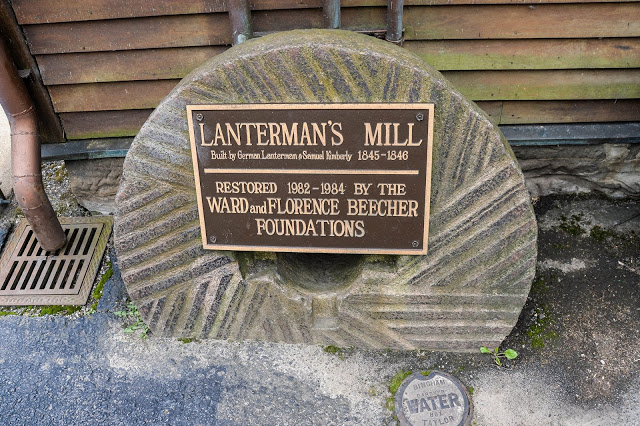 LANTERMAN'S MILL
Built by German Lanterman & Samuel Kimberly 1845-1846
RESTORED 1982-1984 BY THE
WARD and FLORENCE BEECHER
FOUNDATIONS
WATER
TAYLOR